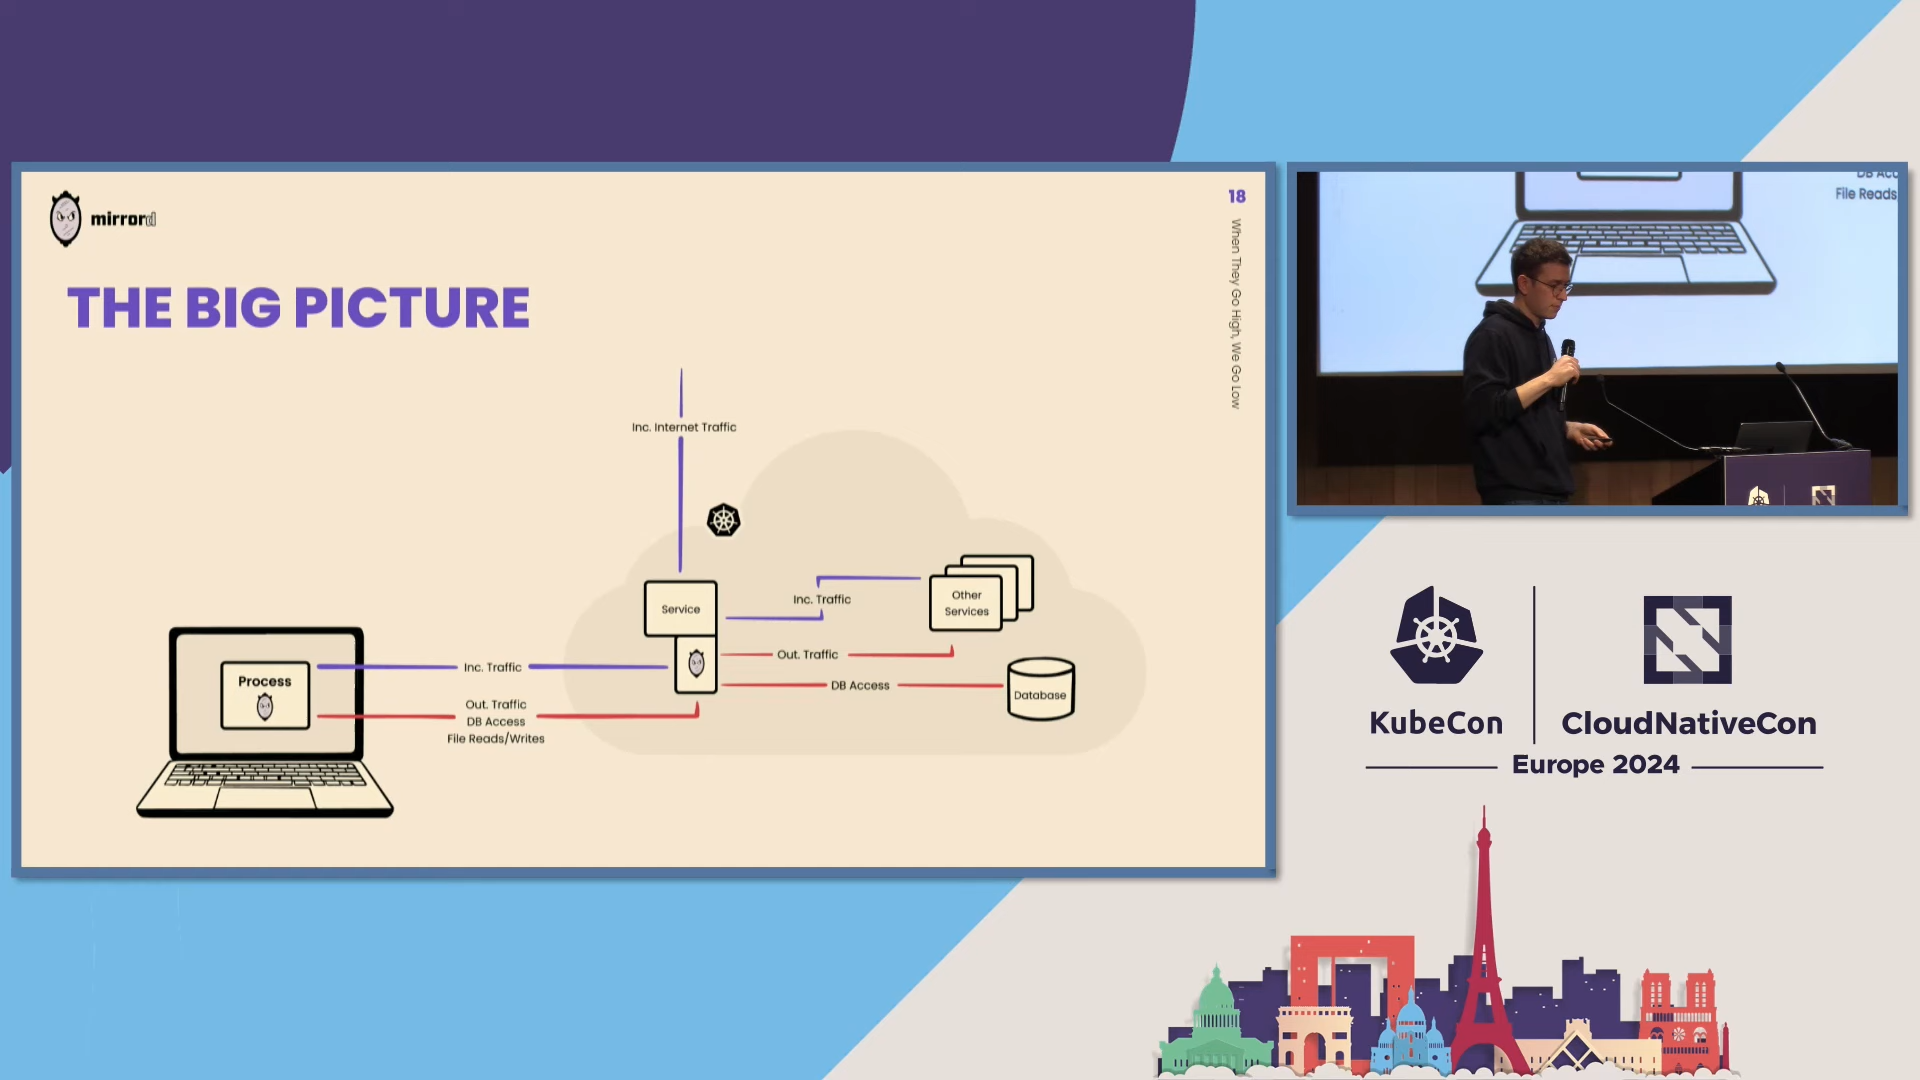 mirrord
18
When They Go High, We Go Low
THE BIG PICTURE
Inc. Internet Traffic
Service
Inc. Traffic
Other
Services
Process
Inc. Traffic
Out. Traffic
DB Access
Database
Out. Traffic
DB Access
File Reads/Writes
DB Acc
File Reads
KubeCon
CloudNativeCon
Europe 2024